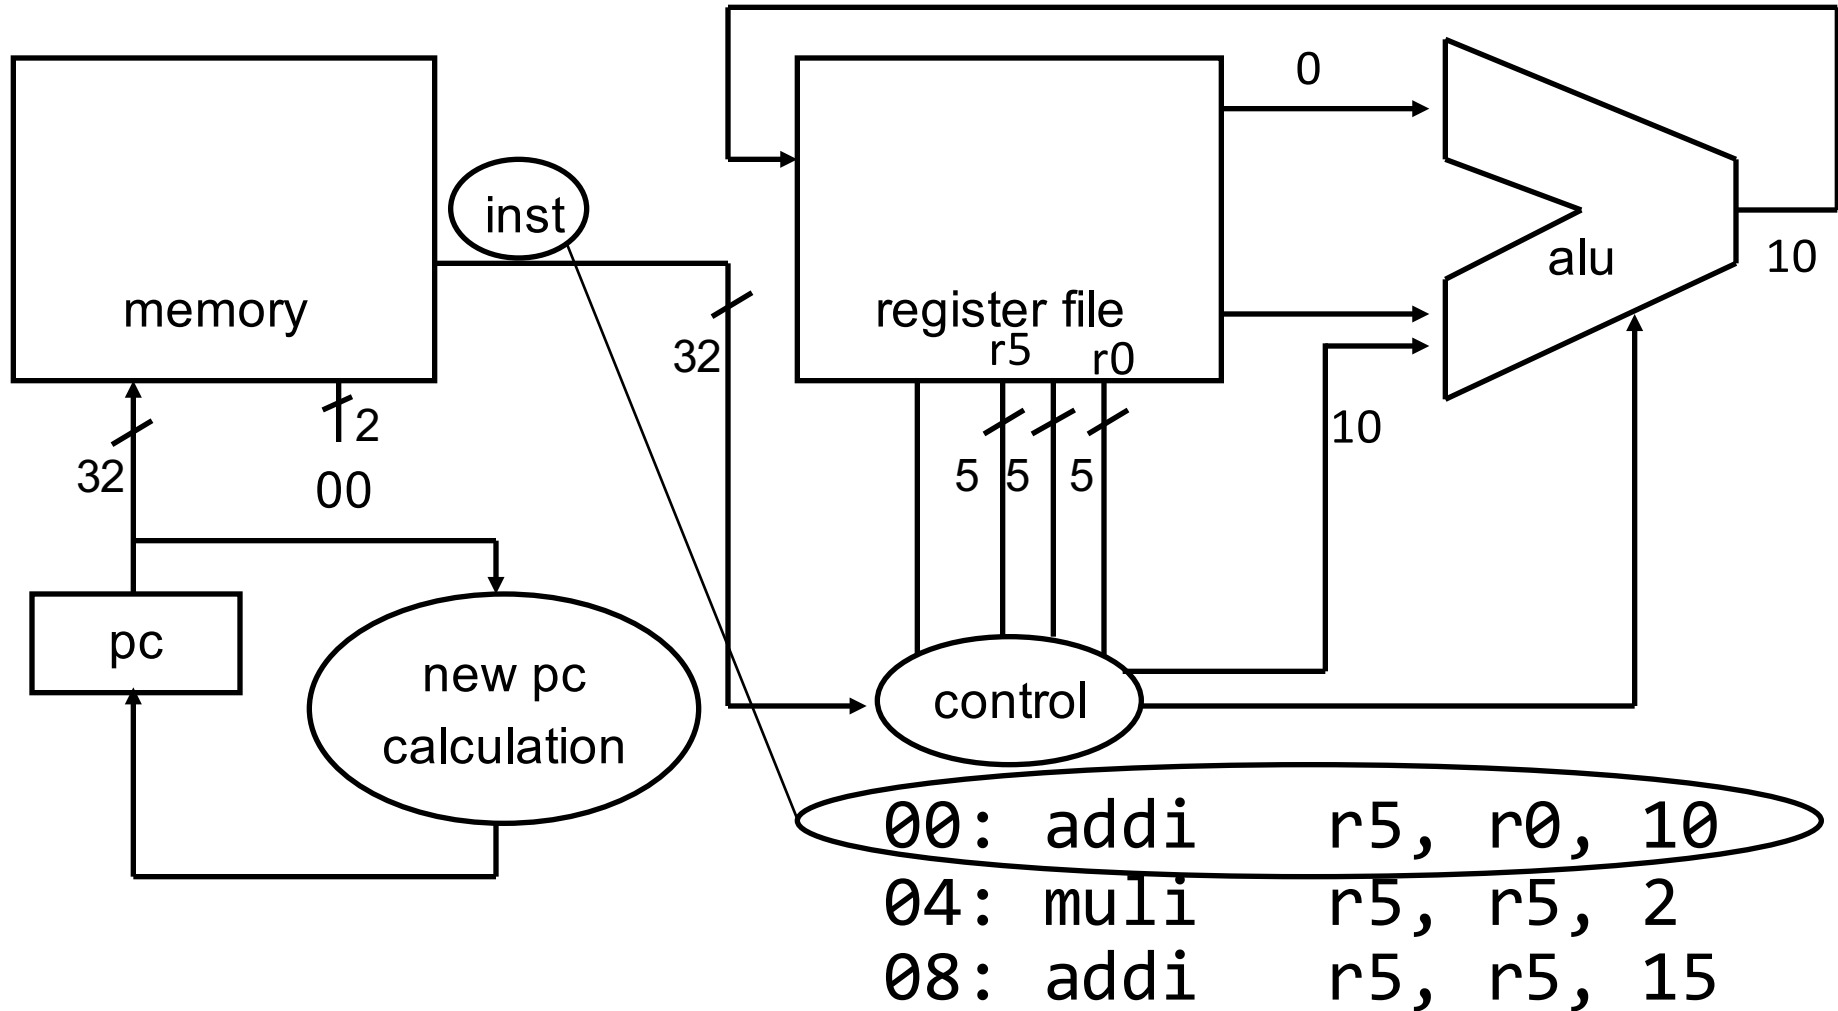 0
inst
alu
10
memory
register file
32
r5
r0
2
10
32
00
5
5
5
pc
new pc
calculation
control
00: addi r5, r0, 10
04: muli r5, r5, 2
08: addi r5, r5, 15